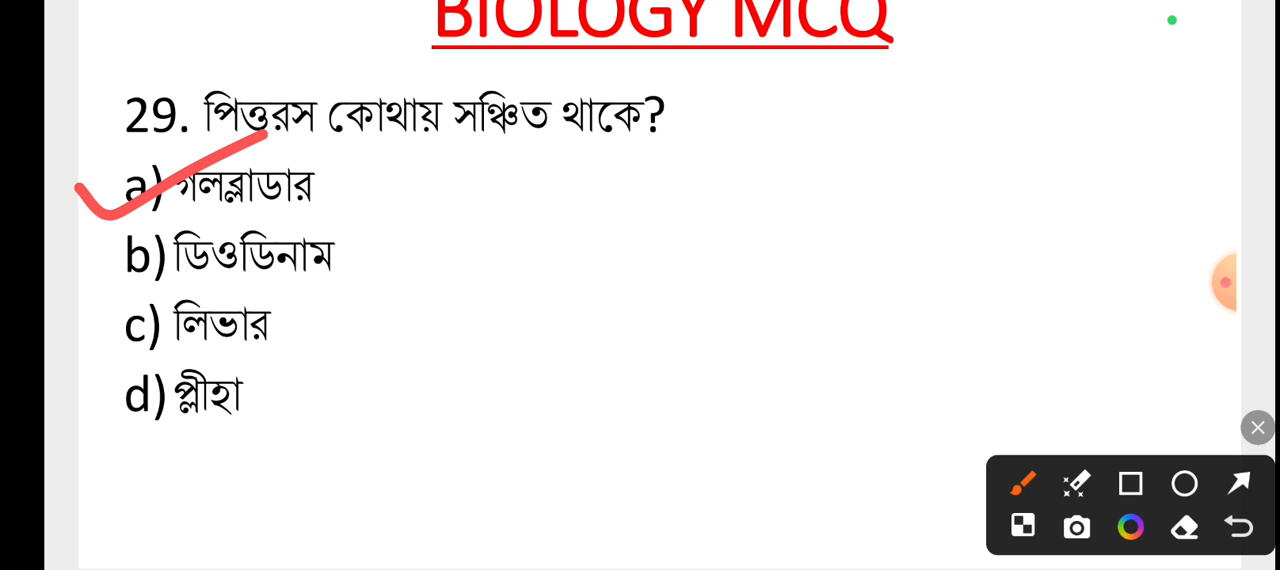 BIOLOGY MCQ
29. পিত্তরস কোথায় সঞ্চিত থাকে?
a) গলব্লাডার
b) ডিওডিনাম
c) লিভার
d) প্লীহা